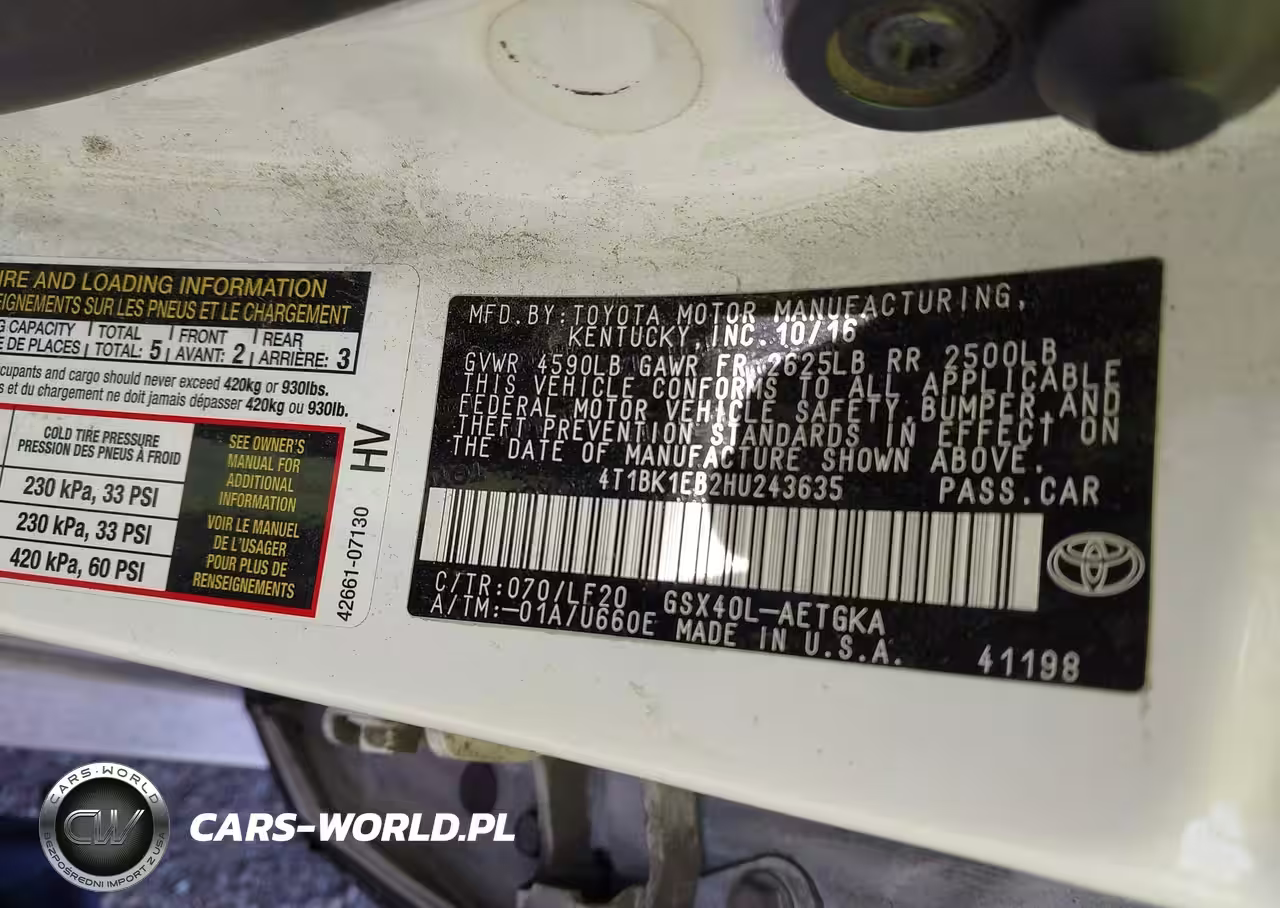 IRE AND LOADING INFORMATION
EIGNEMENTS SUR LES PNEUS ET LE CHARGEMENT
G CAPACITY | TOTAL | FRONT | REAR
DE PLACES | TOTAL: 5 | AVANT: 2 | ARRIÈRE: 3
cupants and cargo should never exceed 420kg or 930lbs.
s et du chargement ne doit jamais dépasser 420kg ou 930lb.
COLD TIRE PRESSURE
PRESSION DES PNEUS À FROID
230 kPa, 33 PSI
230 kPa, 33 PSI
420 kPa, 60 PSI
SEE OWNER'S
MANUAL FOR
ADDITIONAL
INFORMATION
VOIR LE MANUEL
DE L'USAGER
POUR PLUS DE
RENSEIGNEMENTS
HV
42661-07130
MFD. BY: TOYOTA MOTOR MANUFACTURING,
KENTUCKY, INC. 10/16
GVWR 4590LB GAWR FR 2625LB RR 2500LB
THIS VEHICLE CONFORMS TO ALL APPLICABLE
FEDERAL MOTOR VEHICLE SAFETY, BUMPER, AND
THEFT PREVENTION STANDARDS IN EFFECT ON
THE DATE OF MANUFACTURE SHOWN ABOVE.
4T1BK1EB2HU243635 PASS. CAR
C/TR: 070/LF20 GSX40L-AETGKA
A/TM: -01A/U660E MADE IN U.S.A.
41198
CARS-WORLD
CW
BEZPOŚREDNI IMPORT Z USA
CARS-WORLD.PL